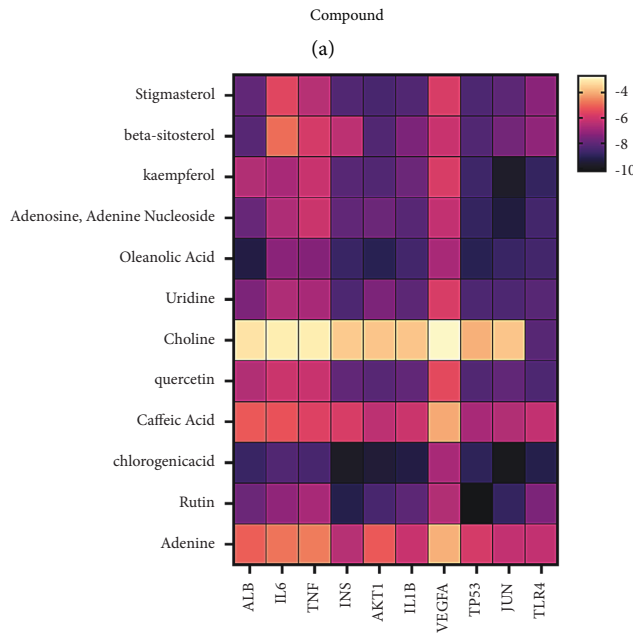 Compound
(a)
Stigmasterol
beta-sitosterol
kaempferol
Adenosine, Adenine Nucleoside
Oleanolic Acid
Uridine
Choline
quercetin
Caffeic Acid
chlorogenicacid
Rutin
Adenine
ALB
IL6
TNF
INS
AKT1
IL1B
VEGFA
TP53
JUN
TLR4
-4
-6
-8
-10